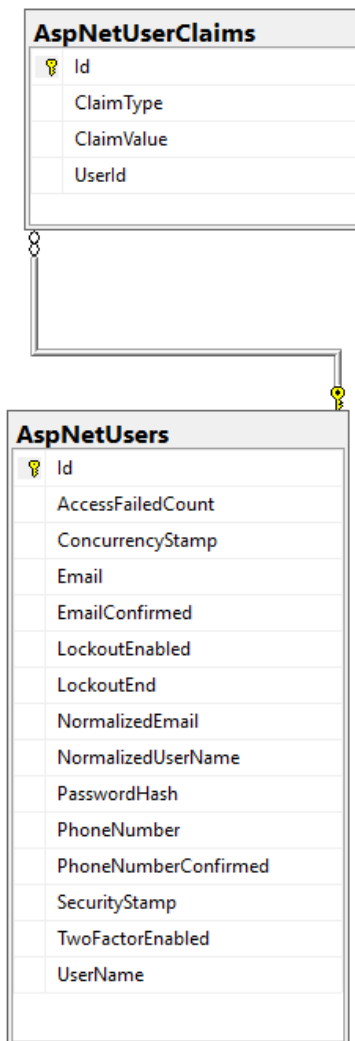 AspNetUserClaims
Id
ClaimType
ClaimValue
UserId
AspNetUsers
Id
AccessFailedCount
ConcurrencyStamp
Email
EmailConfirmed
LockoutEnabled
LockoutEnd
NormalizedEmail
NormalizedUserName
PasswordHash
PhoneNumber
PhoneNumberConfirmed
SecurityStamp
TwoFactorEnabled
UserName